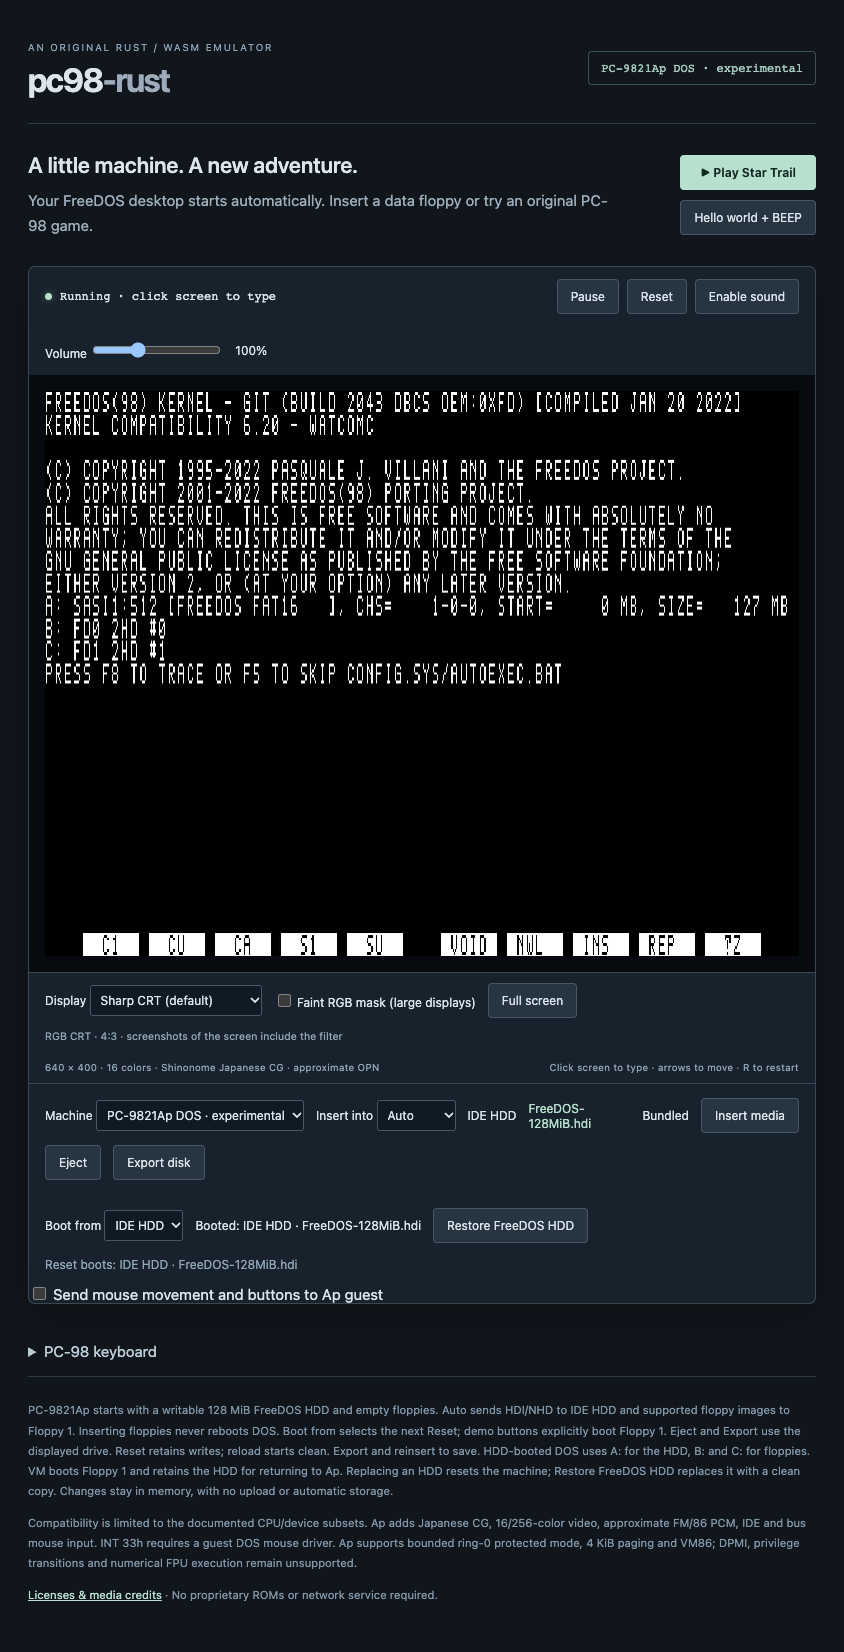 AN ORIGINAL RUST / WASM EMULATOR
pc98-rust
PC-9821Ap DOS · experimental
A little machine. A new adventure.
Your FreeDOS desktop starts automatically. Insert a data floppy or try an original PC-
98 game.
▶ Play Star Trail
Hello world + BEEP
Running · click screen to type
Pause
Reset
Enable sound
Volume
100%
FREEDOS(98) KERNEL - GIT (BUILD 2043 DBCS OEM:0XFD) [COMPILED JAN 20 2022]
KERNEL COMPATIBILITY 6.20 - WATCOMC
(C) COPYRIGHT 1995-2022 PASQUALE J. VILLANI AND THE FREEDOS PROJECT.
(C) COPYRIGHT 2001-2022 FREEDOS(98) PORTING PROJECT.
ALL RIGHTS RESERVED. THIS IS FREE SOFTWARE AND COMES WITH ABSOLUTELY NO
WARRANTY; YOU CAN REDISTRIBUTE IT AND/OR MODIFY IT UNDER THE TERMS OF THE
GNU GENERAL PUBLIC LICENSE AS PUBLISHED BY THE FREE SOFTWARE FOUNDATION;
EITHER VERSION 2, OR (AT YOUR OPTION) ANY LATER VERSION.
A: SASI1:512 [FREEDOS FAT16   ], CHS=    1-0-0, START=     0 MB, SIZE=   127 MB
B: FD0 2HD #0
C: FD1 2HD #1
PRESS F8 TO TRACE OR F5 TO SKIP CONFIG.SYS/AUTOEXEC.BAT
C1 CU CA S1 SU VOID NWL INS REP ^Z
Display Sharp CRT (default) Faint RGB mask (large displays) Full screen
RGB CRT · 4:3 · screenshots of the screen include the filter
640 × 400 · 16 colors · Shinonome Japanese CG · approximate OPN
Click screen to type · arrows to move · R to restart
Machine PC-9821Ap DOS · experimental Insert into Auto IDE HDD FreeDOS-
128MiB.hdi Bundled Insert media
Eject Export disk
Boot from IDE HDD Booted: IDE HDD · FreeDOS-128MiB.hdi Restore FreeDOS HDD
Reset boots: IDE HDD · FreeDOS-128MiB.hdi
Send mouse movement and buttons to Ap guest
▶ PC-98 keyboard
PC-9821Ap starts with a writable 128 MiB FreeDOS HDD and empty floppies. Auto sends HDI/NHD to IDE HDD and supported floppy images to
Floppy 1. Inserting floppies never reboots DOS. Boot from selects the next Reset; demo buttons explicitly boot Floppy 1. Eject and Export use the
displayed drive. Reset retains writes; reload starts clean. Export and reinsert to save. HDD-booted DOS uses A: for the HDD, B: and C: for floppies.
VM boots Floppy 1 and retains the HDD for returning to Ap. Replacing an HDD resets the machine; Restore FreeDOS HDD replaces it with a clean
copy. Changes stay in memory, with no upload or automatic storage.
Compatibility is limited to the documented CPU/device subsets. Ap adds Japanese CG, 16/256-color video, approximate FM/86 PCM, IDE and bus
mouse input. INT 33h requires a guest DOS mouse driver. Ap supports bounded ring-0 protected mode, 4 KiB paging and VM86; DPMI, privilege
transitions and numerical FPU execution remain unsupported.
Licenses & media credits · No proprietary ROMs or network service required.